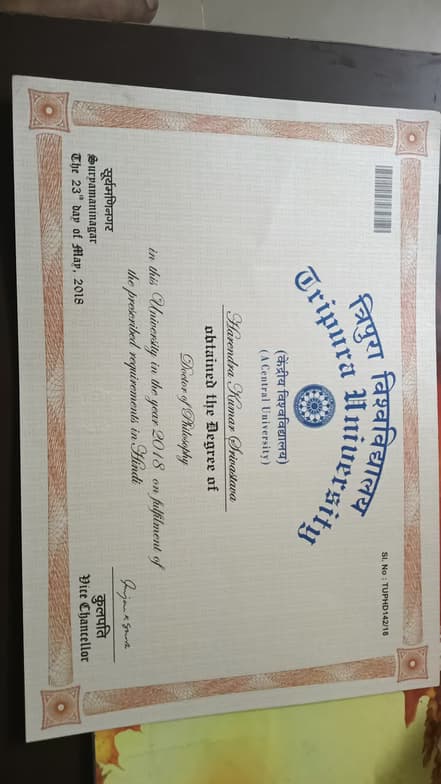 Sl. No : TUPHD142/18
त्रिपुरा विश्वविद्यालय
Tripura University
(केंद्रीय विश्वविद्यालय)
(A Central University)
Harendra Kumar Srivastava
obtained the Degree of
Doctor of Philosophy
in this University in the year 2018 on fulfilment of
the prescribed requirements in Hindi
सूर्यमणिनगर
Suryamaninagar
The 23rd day of May, 2018
कुलपति
Vice Chancellor